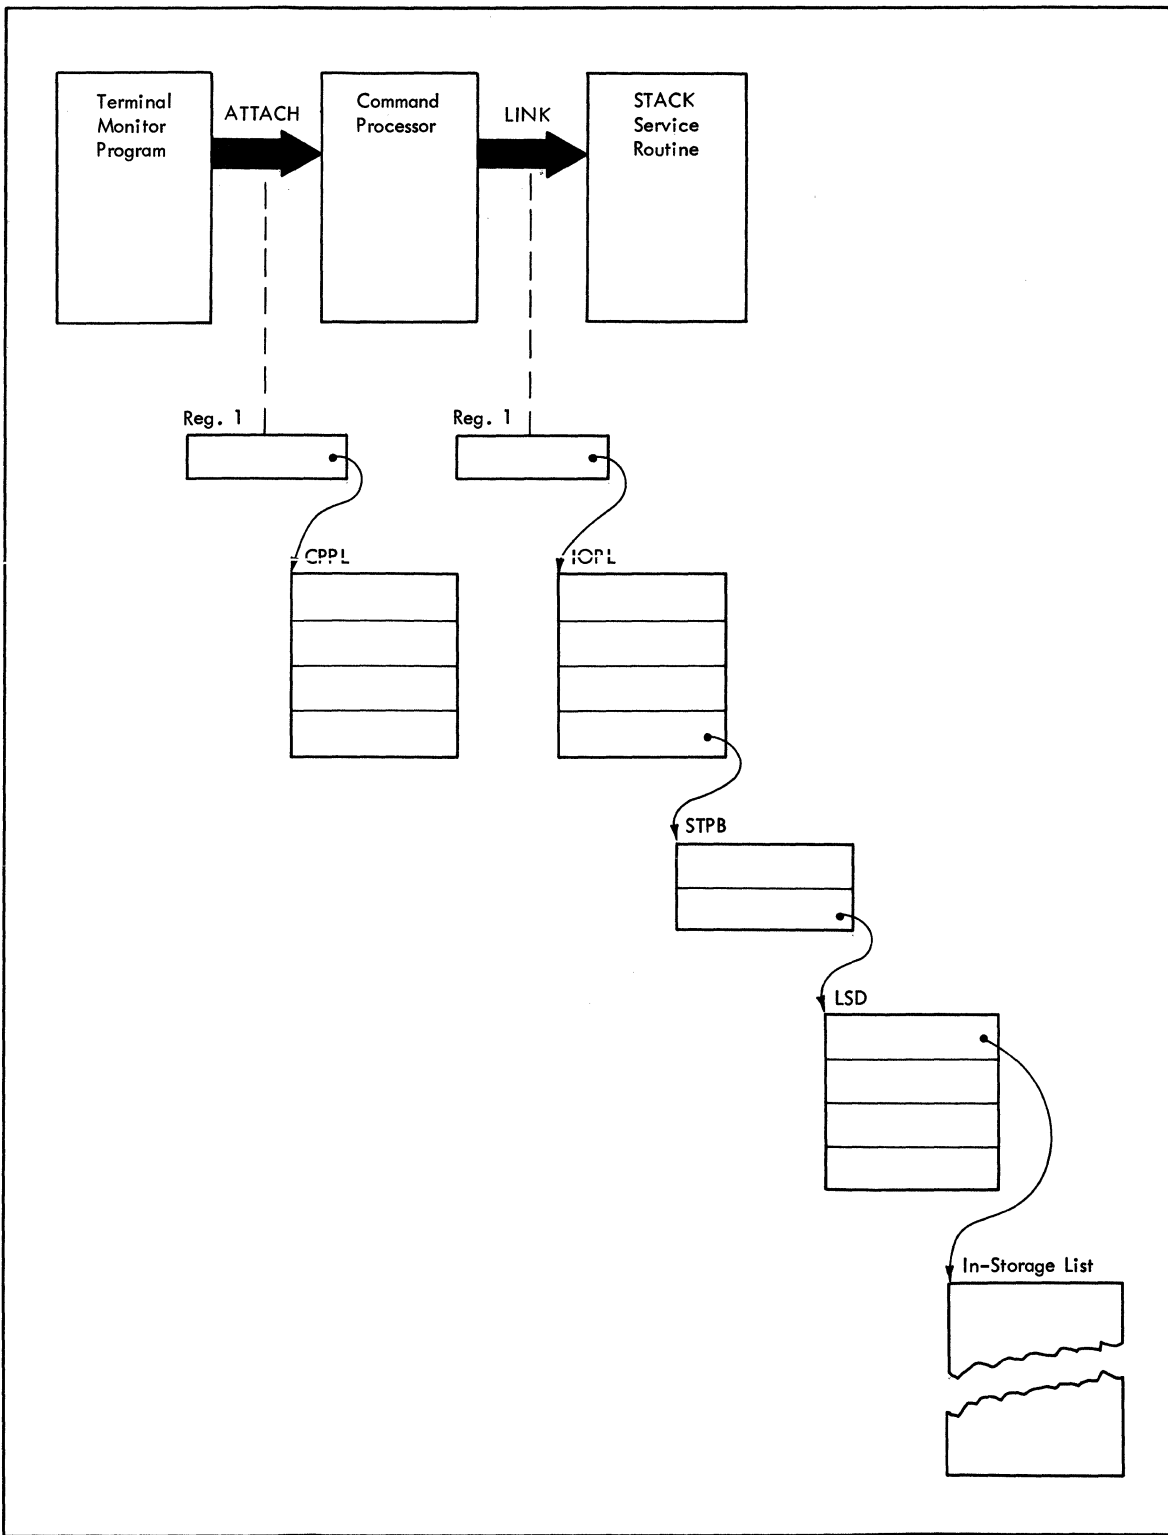 Terminal
Monitor
Program
ATTACH
Command
Processor
LINK
STACK
Service
Routine
Reg. 1
Reg. 1
CPPL
IOPL
STPB
LSD
In-Storage List